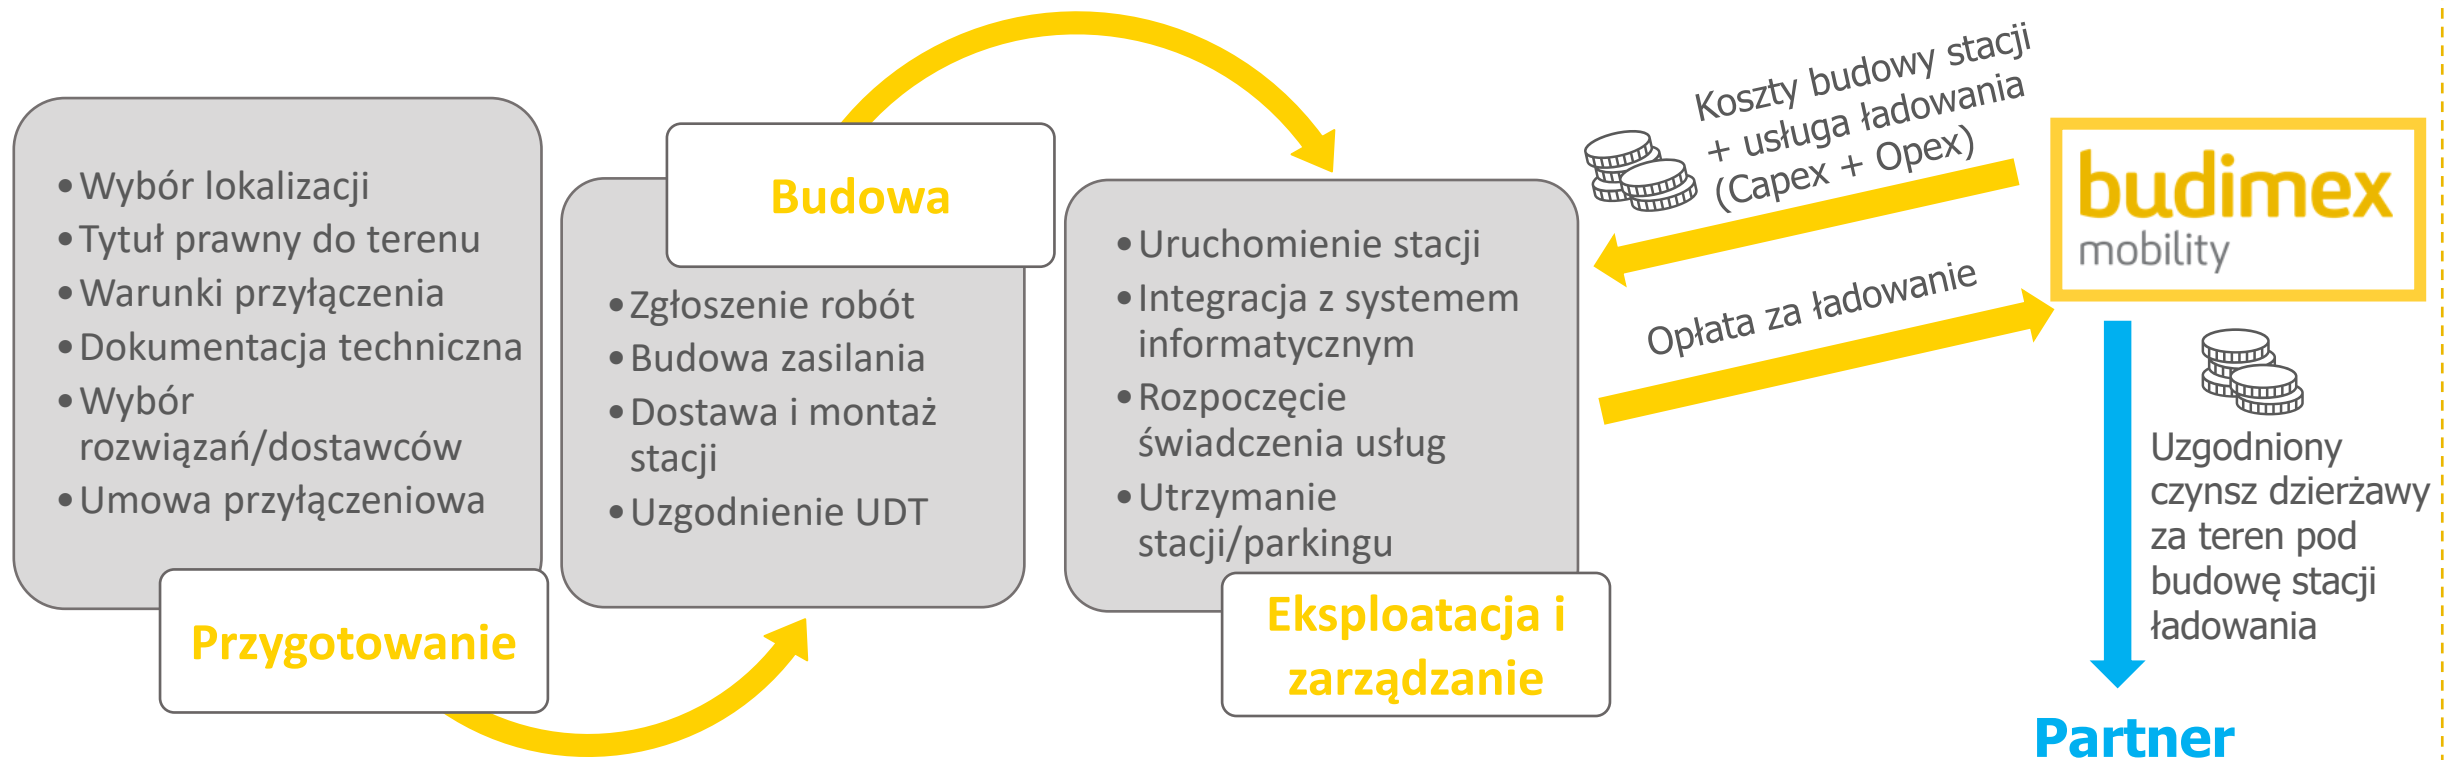 •Wybór lokalizacji
•Tytuł prawny do terenu
•Warunki przyłączenia
•Dokumentacja techniczna
•Wybór
rozwiązań/dostawców
•Umowa przyłączeniowa
Przygotowanie
Budowa
•Zgłoszenie robót
•Budowa zasilania
•Dostawa i montaż
stacji
•Uzgodnienie UDT
•Uruchomienie stacji
•Integracja z systemem
informatycznym
•Rozpoczęcie
świadczenia usług
•Utrzymanie
stacji/parkingu
Eksploatacja i
zarządzanie
Koszty budowy stacji
+ usługa ładowania
(Capex + Opex)
Opłata za ładowanie
budimex
mobility
Uzgodniony
czynsz dzierżawy
za teren pod
budowę stacji
ładowania
Partner